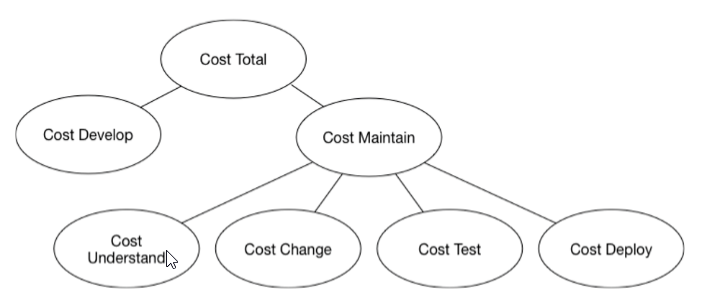 Cost Total
Cost Develop
Cost Maintain
Cost
Understand
Cost Change
Cost Test
Cost Deploy